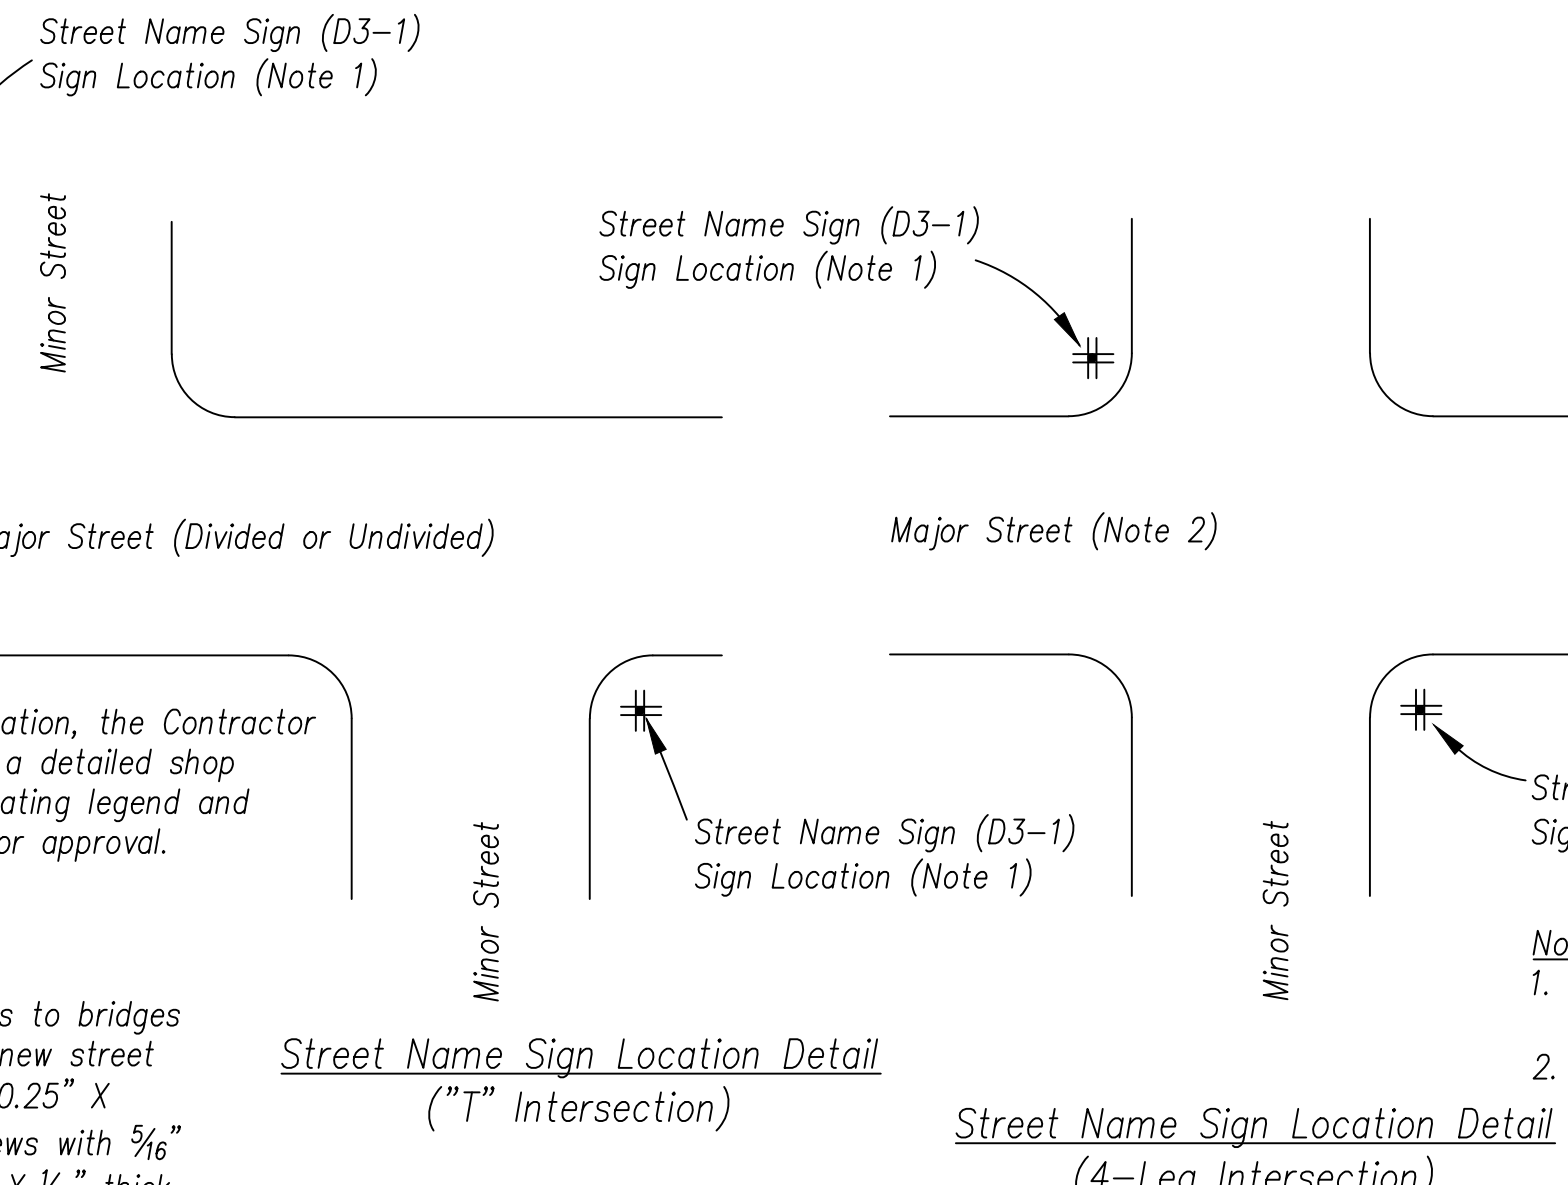 Street Name Sign (D3-1)
Sign Location (Note 1)
Minor Street
Street Name Sign (D3-1)
Sign Location (Note 1)
ajor Street (Divided or Undivided)
Major Street (Note 2)
ation, the Contractor
a detailed shop
ating legend and
or approval.
Street Name Sign (D3-1)
Sign Location (Note 1)
Minor Street
Minor Street
Str
Sig
No
1.
2.
s to bridges
new street
0.25" X
ews with 5/16"
Street Name Sign Location Detail
("T" Intersection)
Street Name Sign Location Detail
(4-Leg Intersection)